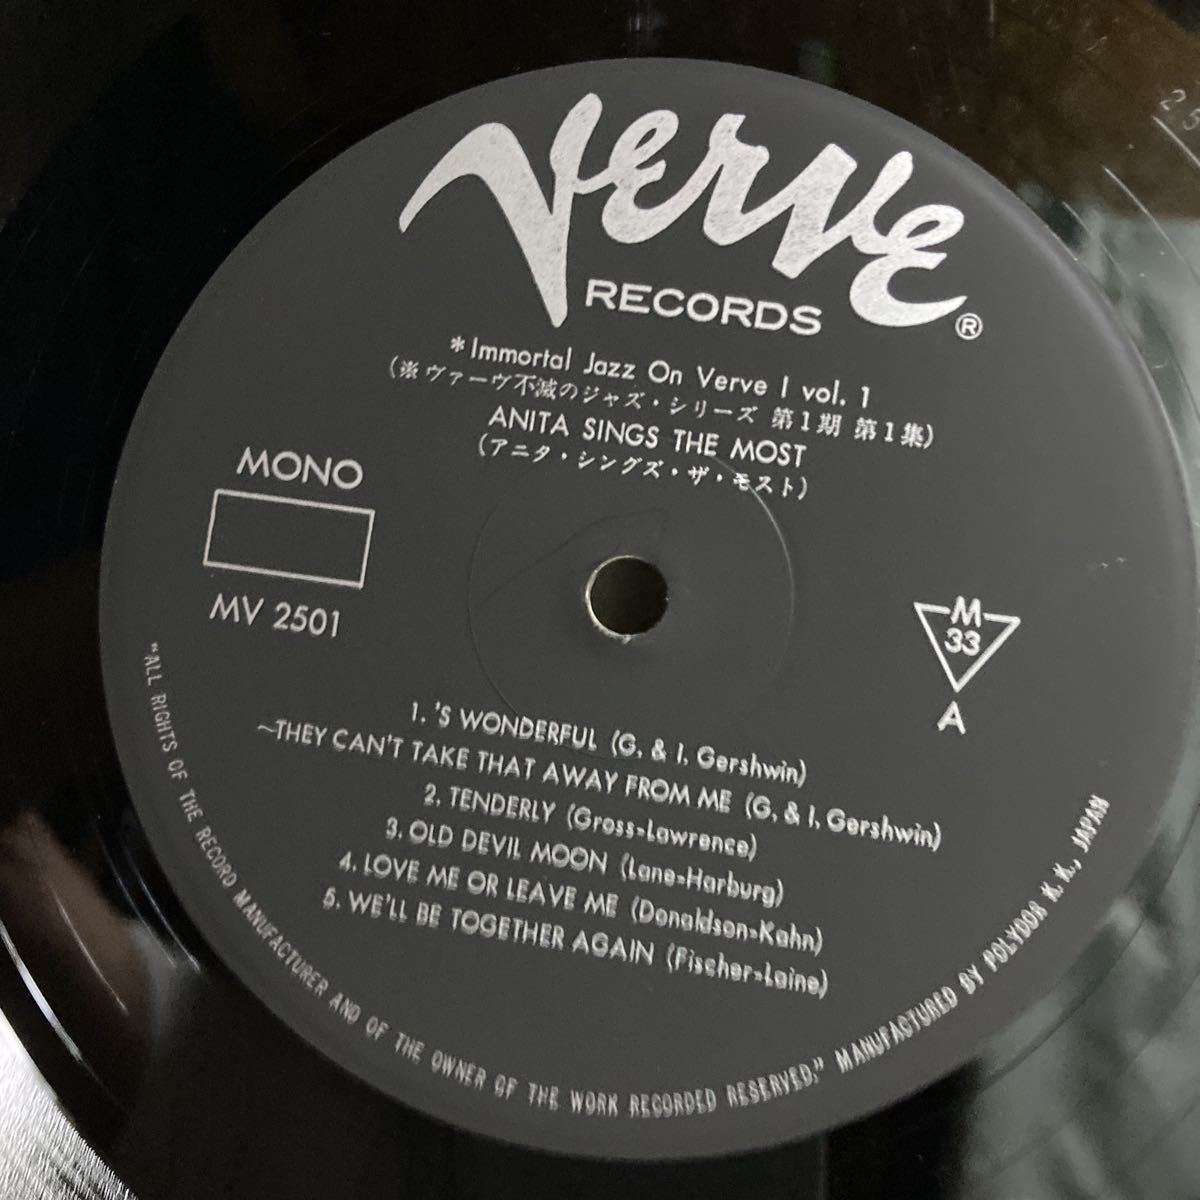 Verve
RECORDS
®
*Immortal Jazz On Verve I vol. 1
(※ヴァーヴ不滅のジャズ・シリーズ 第1期 第1集)
ANITA SINGS THE MOST
(アニタ・シングズ・ザ・モスト)
MONO
MV 2501
M
33
A
1. 'S WONDERFUL (G. & I. Gershwin)
~THEY CAN'T TAKE THAT AWAY FROM ME (G. & I. Gershwin)
2. TENDERLY (Gross=Lawrence)
3. OLD DEVIL MOON (Lane=Harburg)
4. LOVE ME OR LEAVE ME (Donaldson=Kahn)
5. WE'LL BE TOGETHER AGAIN (Fischer=Laine)
"ALL RIGHTS OF THE RECORD MANUFACTURER AND OF THE OWNER OF THE WORK RECORDED RESERVED." MANUFACTURED BY POLYDOR K.K., JAPAN